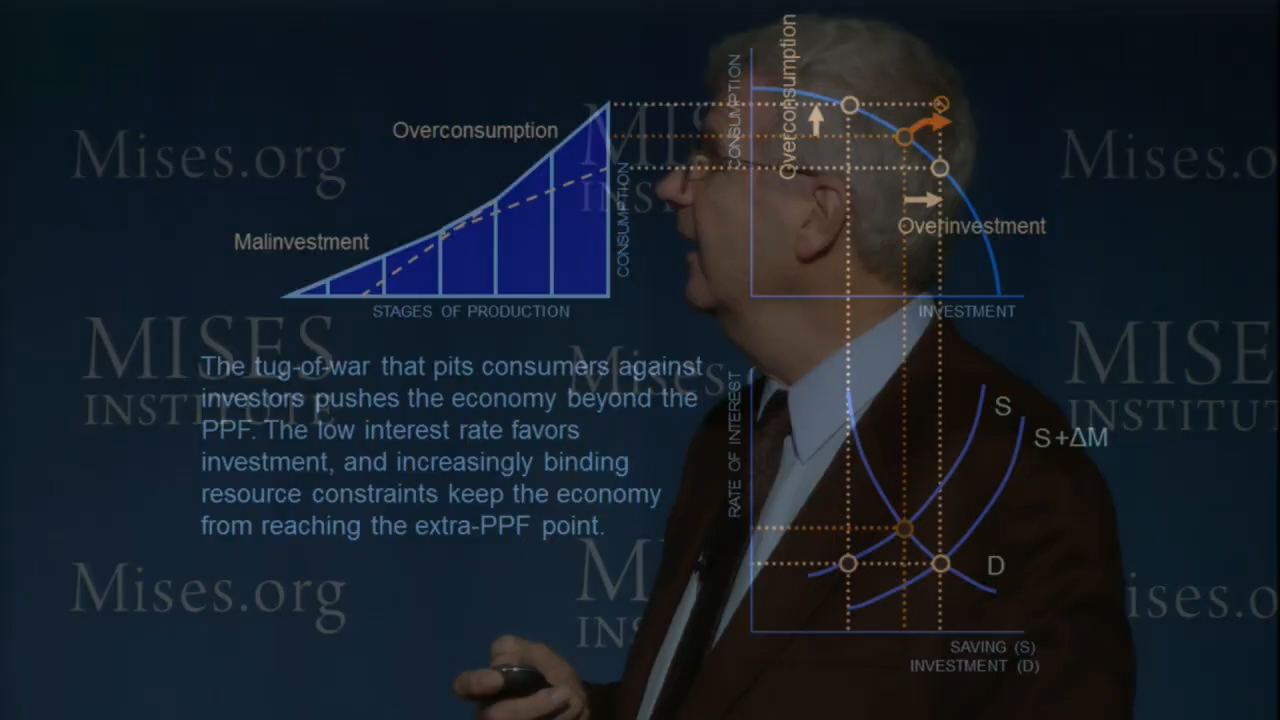 Overconsumption
Malinvestment
CONSUMPTION
STAGES OF PRODUCTION
CONSUMPTION
Overconsumption
Overinvestment
INVESTMENT
The tug-of-war that pits consumers against
investors pushes the economy beyond the
PPF. The low interest rate favors
investment, and increasingly binding
resource constraints keep the economy
from reaching the extra-PPF point.
RATE OF INTEREST
S
S+ΔM
D
SAVING (S)
INVESTMENT (D)
Mises.org
MISES
INSTITUTE
Mises.org
Mises.org
MISES
INSTITUTE
Mises.org